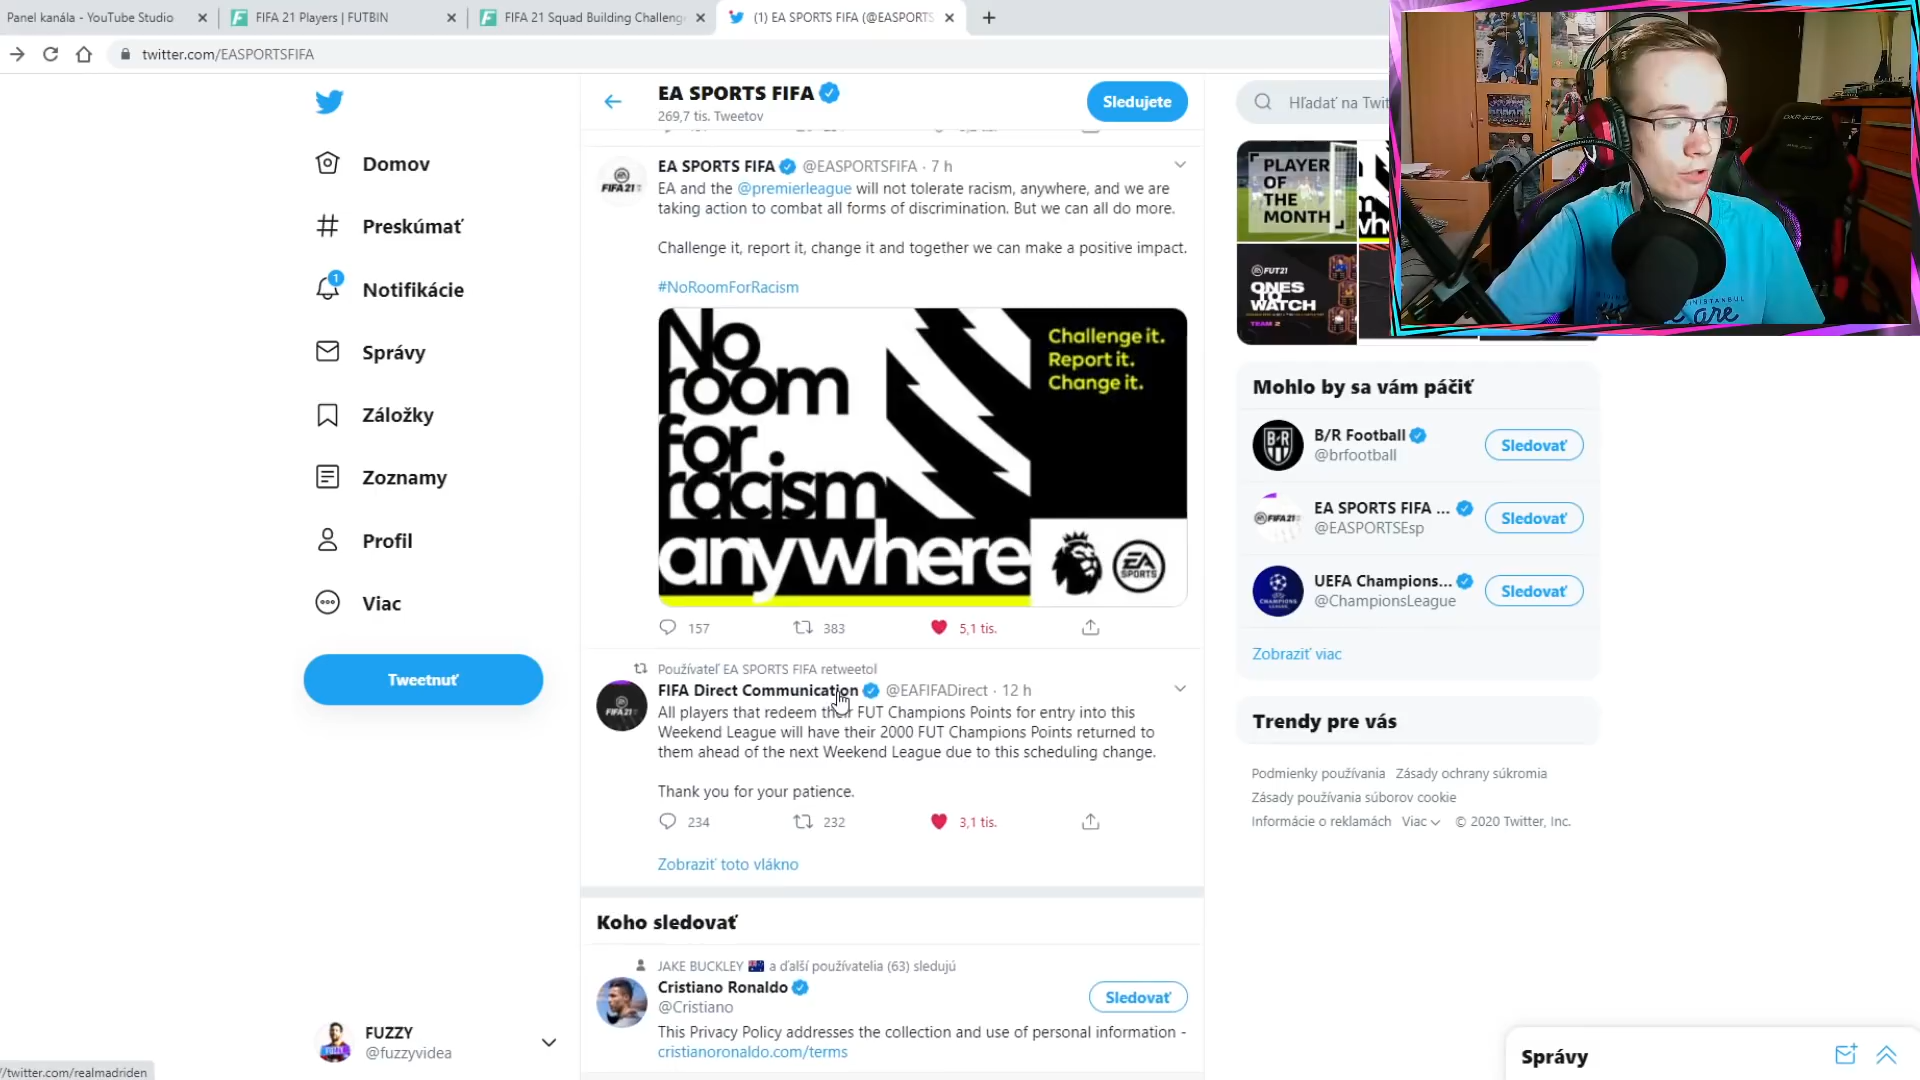 Panel kanála - YouTube Studio
FIFA 21 Players | FUTBIN
FIFA 21 Squad Building Challeng
(1) EA SPORTS FIFA (@EASPORTS
twitter.com/EASPORTSFIFA
Domov
Preskúmať
1
Notifikácie
Správy
Záložky
Zoznamy
Profil
Viac
Tweetnuť
FUZZY
@fuzzyvidea
/twitter.com/realmadriden
EA SPORTS FIFA
269,7 tis. Tweetov
Sledujete
EA SPORTS FIFA @EASPORTSFIFA · 7 h
EA and the @premierleague will not tolerate racism, anywhere, and we are
taking action to combat all forms of discrimination. But we can all do more.
Challenge it, report it, change it and together we can make a positive impact.
#NoRoomForRacism
No
room
for
racism
anywhere
Challenge it.
Report it.
Change it.
EA
SPORTS
157 383 5,1 tis.
Používateľ EA SPORTS FIFA retweetol
FIFA Direct Communication @EAFIFADirect · 12 h
All players that redeem their FUT Champions Points for entry into this
Weekend League will have their 2000 FUT Champions Points returned to
them ahead of the next Weekend League due to this scheduling change.
Thank you for your patience.
234 232 3,1 tis.
Zobraziť toto vlákno
Koho sledovať
JAKE BUCKLEY a ďalší používatelia (63) sledujú
Cristiano Ronaldo
@Cristiano
Sledovať
This Privacy Policy addresses the collection and use of personal information -
cristianoronaldo.com/terms
Hľadať na Twit
PLAYER
OF THE
MONTH
FUT21
ONES
TO
WATCH
TEAM 2
Mohlo by sa vám páčiť
B/R Football
@brfootball
Sledovať
EA SPORTS FIFA ...
@EASPORTSEsp
Sledovať
UEFA Champions...
@ChampionsLeague
Sledovať
Zobraziť viac
Trendy pre vás
Podmienky používania Zásady ochrany súkromia
Zásady používania súborov cookie
Informácie o reklamách Viac © 2020 Twitter, Inc.
Správy